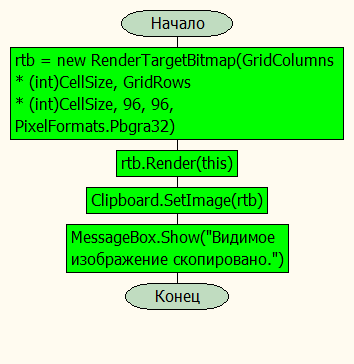 Начало
rtb = new RenderTargetBitmap(GridColumns
* (int)CellSize, GridRows
* (int)CellSize, 96, 96,
PixelFormats.Pbgra32)
rtb.Render(this)
Clipboard.SetImage(rtb)
MessageBox.Show("Видимое
изображение скопировано.")
Конец